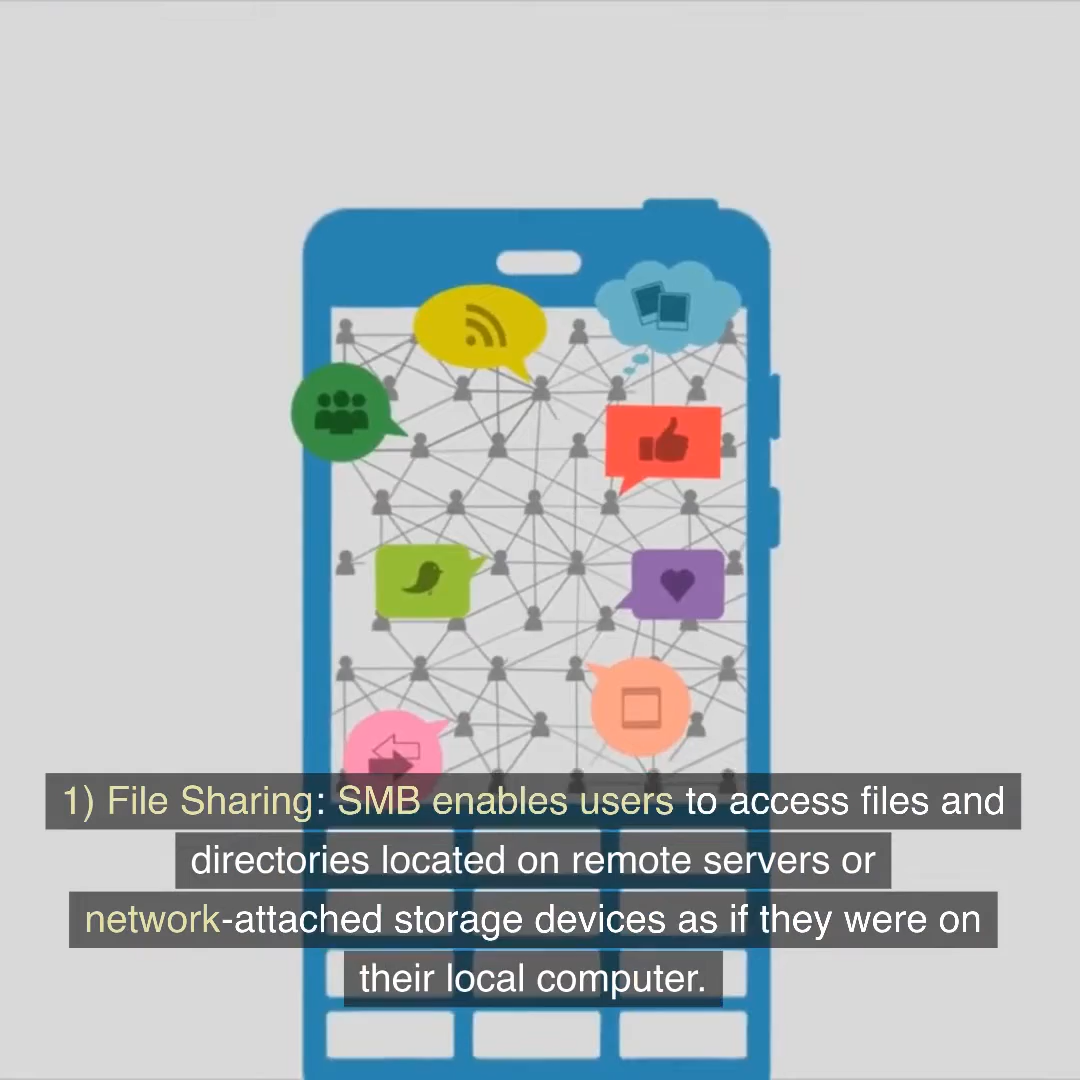 1) File Sharing: SMB enables users to access files and
directories located on remote servers or
network-attached storage devices as if they were on
their local computer.